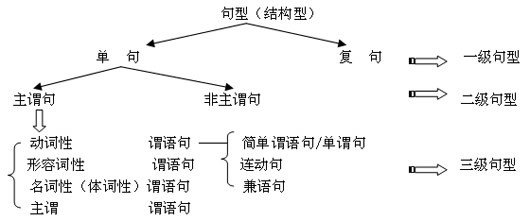 句型（结构型）
单 句 复 句 一级句型
主谓句 非主谓句 二级句型
动词性 谓语句 简单谓语句/单谓句
形容词性 谓语句 连动句 三级句型
名词性（体词性）谓语句 兼语句
主谓 谓语句